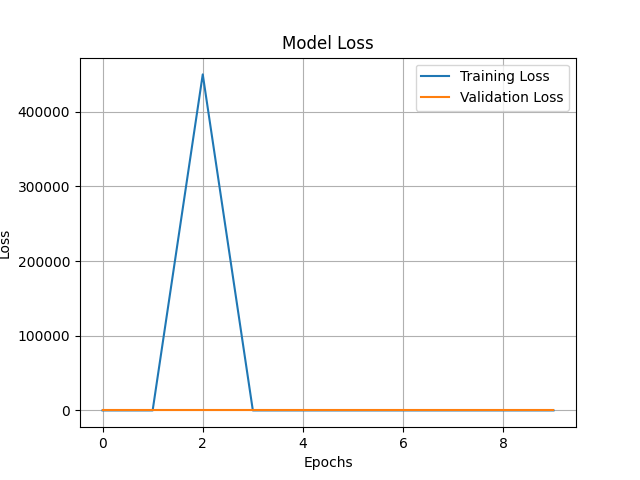 Model Loss
Training Loss
Validation Loss
400000
300000
200000
100000
0
Loss
0 2 4 6 8
Epochs